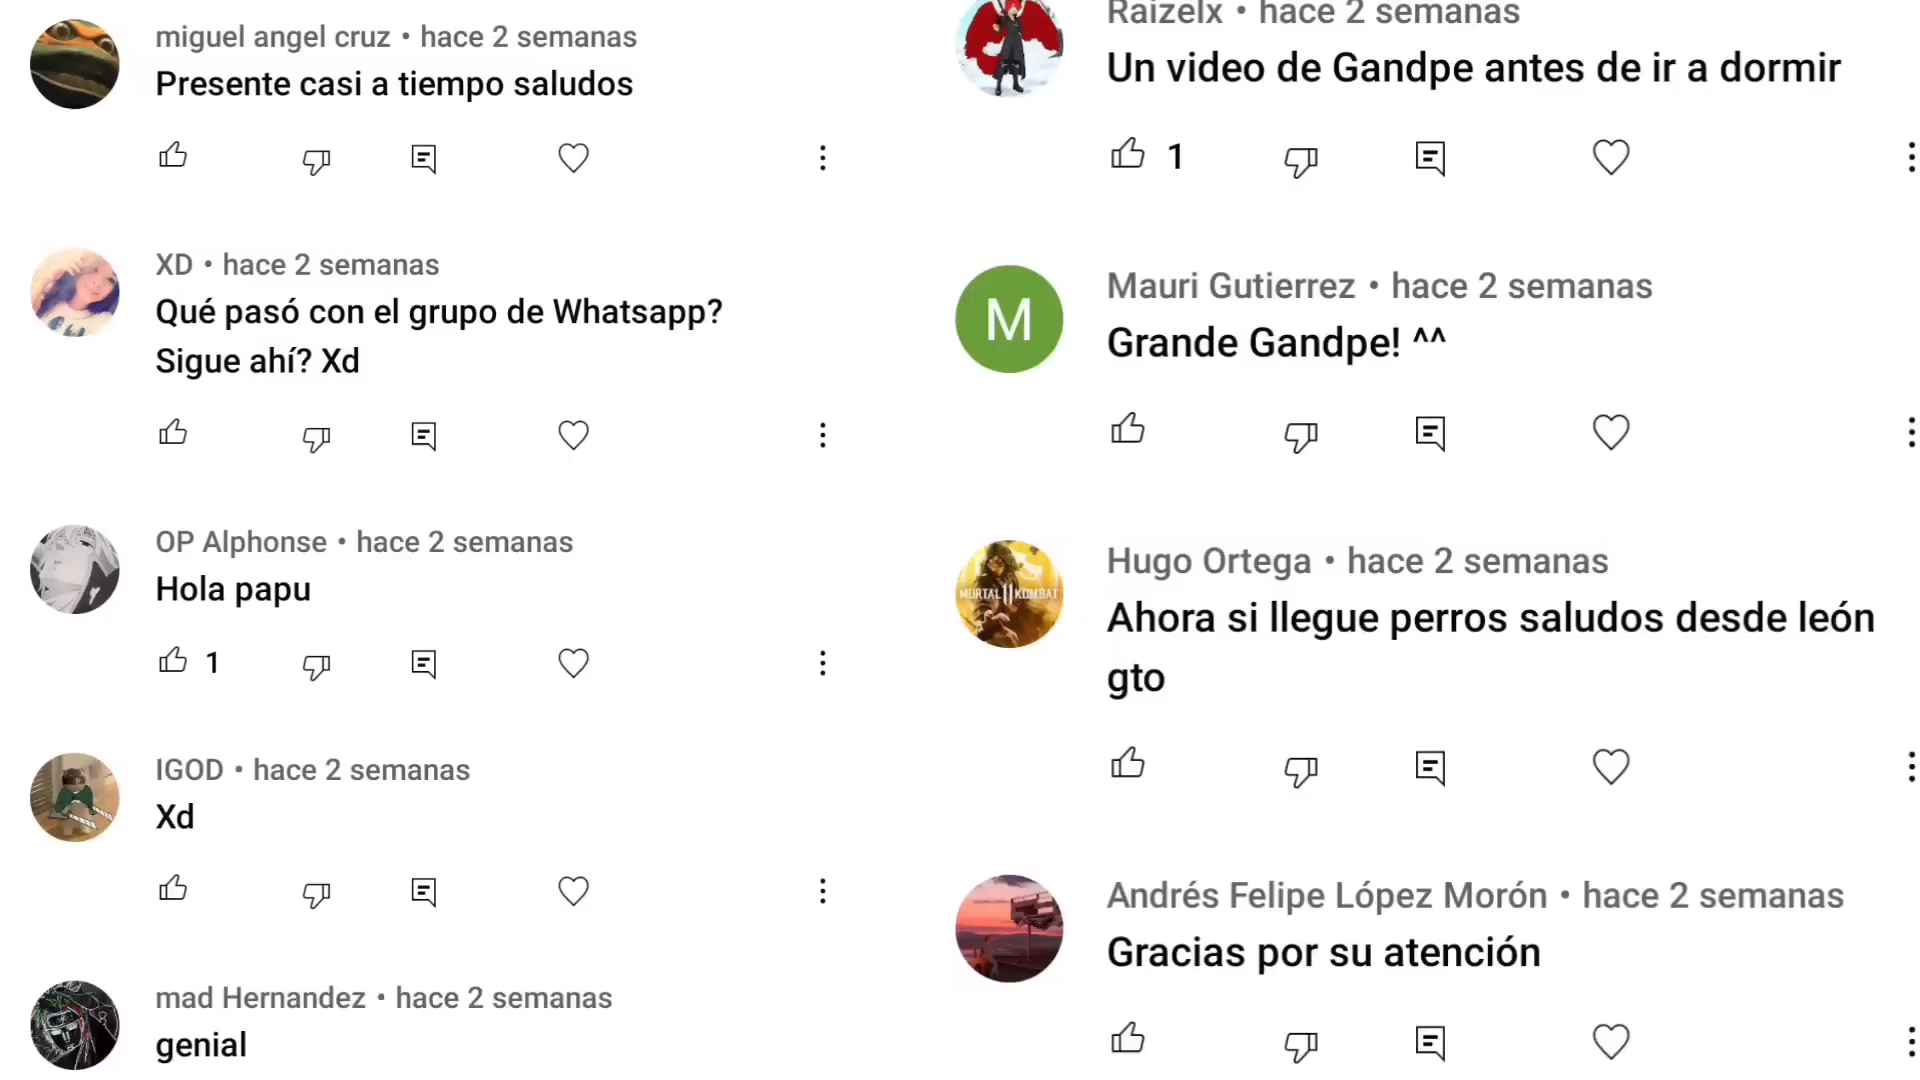 miguel angel cruz • hace 2 semanas
Presente casi a tiempo saludos
XD • hace 2 semanas
Qué pasó con el grupo de Whatsapp?
Sigue ahí? Xd
OP Alphonse • hace 2 semanas
Hola papu
1
IGOD • hace 2 semanas
Xd
mad Hernandez • hace 2 semanas
genial
Raizelx • hace 2 semanas
Un video de Gandpe antes de ir a dormir
1
M
Mauri Gutierrez • hace 2 semanas
Grande Gandpe! ^^
MORTAL KOMBAT 11
Hugo Ortega • hace 2 semanas
Ahora si llegue perros saludos desde león
gto
Andrés Felipe López Morón • hace 2 semanas
Gracias por su atención